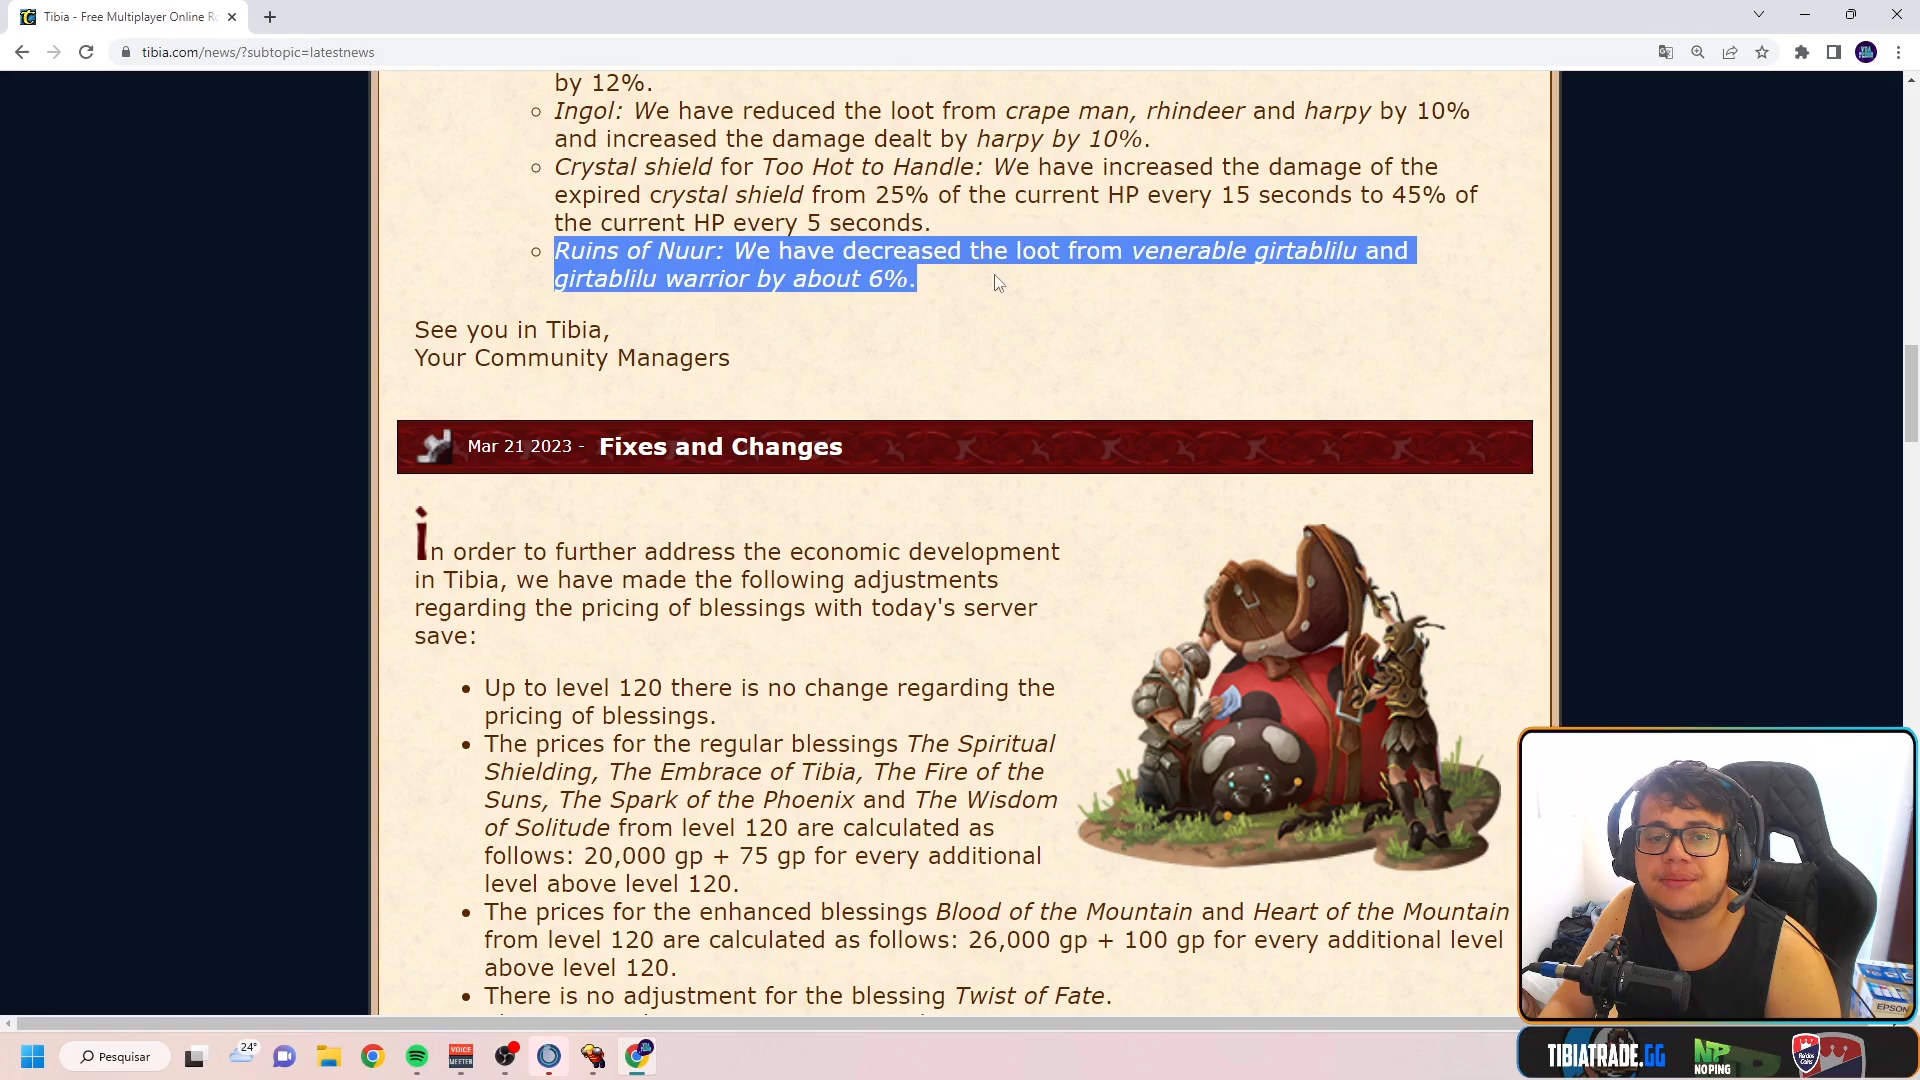 Tibia - Free Multiplayer Online Ro
tibia.com/news/?subtopic=latestnews
by 12%.
Ingol: We have reduced the loot from crape man, rhindeer and harpy by 10%
and increased the damage dealt by harpy by 10%.
Crystal shield for Too Hot to Handle: We have increased the damage of the
expired crystal shield from 25% of the current HP every 15 seconds to 45% of
the current HP every 5 seconds.
Ruins of Nuur: We have decreased the loot from venerable girtablilu and
girtablilu warrior by about 6%.
See you in Tibia,
Your Community Managers
Mar 21 2023 - Fixes and Changes
In order to further address the economic development
in Tibia, we have made the following adjustments
regarding the pricing of blessings with today's server
save:
Up to level 120 there is no change regarding the
pricing of blessings.
The prices for the regular blessings The Spiritual
Shielding, The Embrace of Tibia, The Fire of the
Suns, The Spark of the Phoenix and The Wisdom
of Solitude from level 120 are calculated as
follows: 20,000 gp + 75 gp for every additional
level above level 120.
The prices for the enhanced blessings Blood of the Mountain and Heart of the Mountain
from level 120 are calculated as follows: 26,000 gp + 100 gp for every additional level
above level 120.
There is no adjustment for the blessing Twist of Fate.
EPSON
Pesquisar
24°
VOICE
MEETER
TIBIATRADE.GG
NP
NO PING
Rubdos
Coins